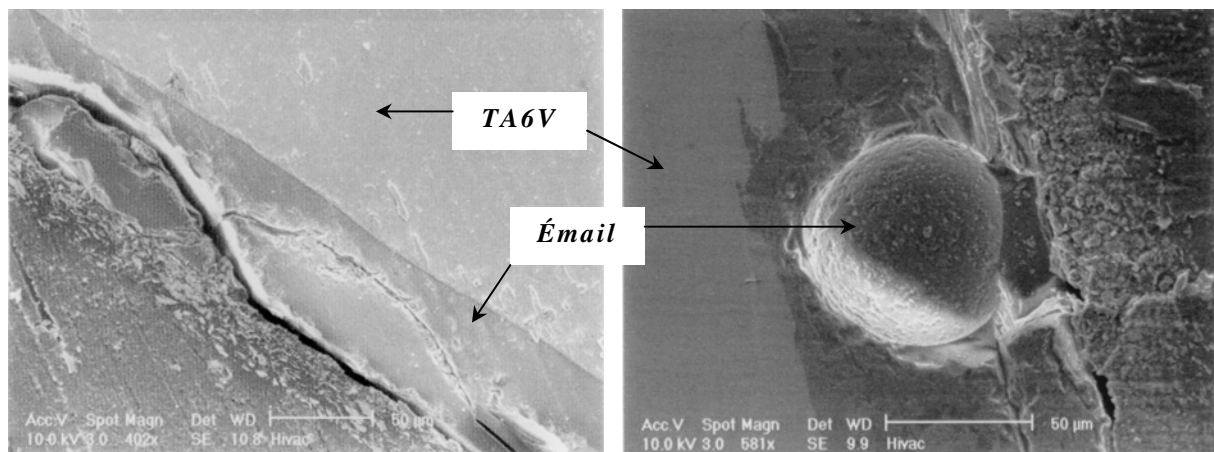 TA6V
Émail
Acc.V Spot Magn Det WD 50 µm
10.0 kV 3.0 402x SE 10.8 Hivac
Acc.V Spot Magn Det WD 50 µm
10.0 kV 3.0 581x SE 9.9 Hivac